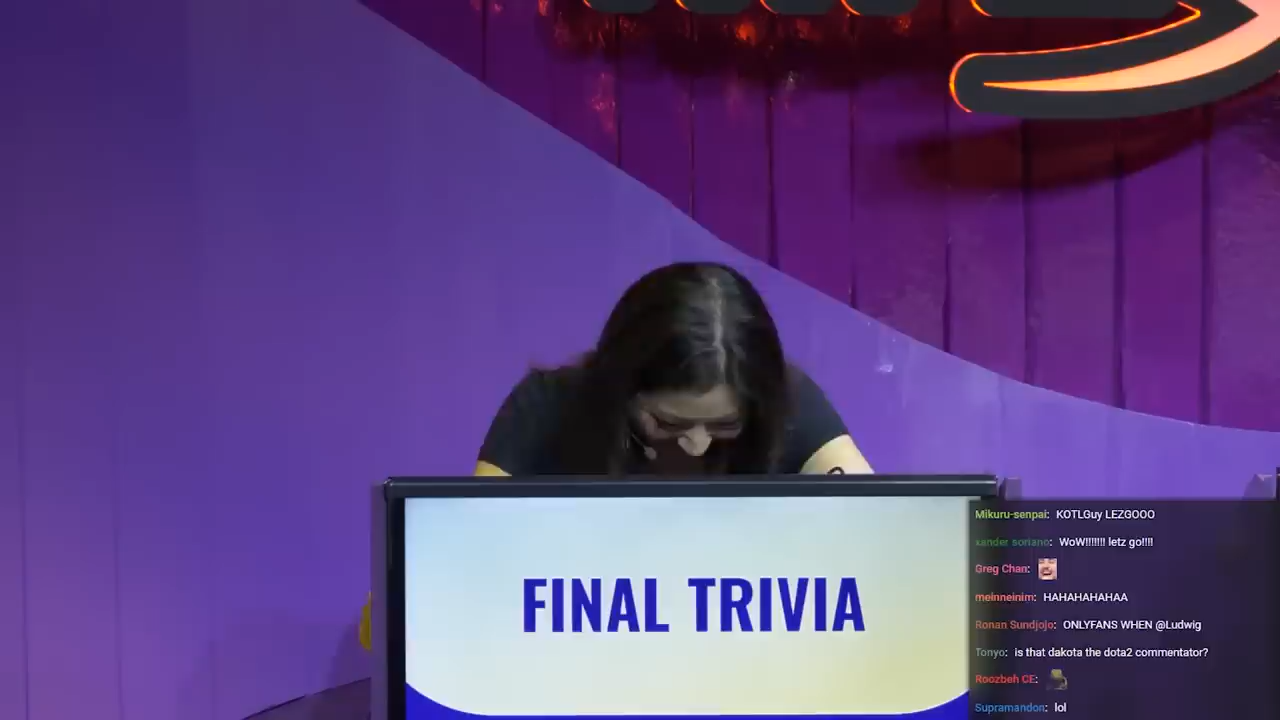 FINAL TRIVIA
Mikuru-senpai: KOTLGuy LEZGOOO
xander soriano: WoW!!!!!!! letz go!!!!
Greg Chan:
meinneinim: HAHAHAHAHAA
Ronan Sundjojo: ONLYFANS WHEN @Ludwig
Tonyo: is that dakota the dota2 commentator?
Roozbeh CE:
Supramandon: lol